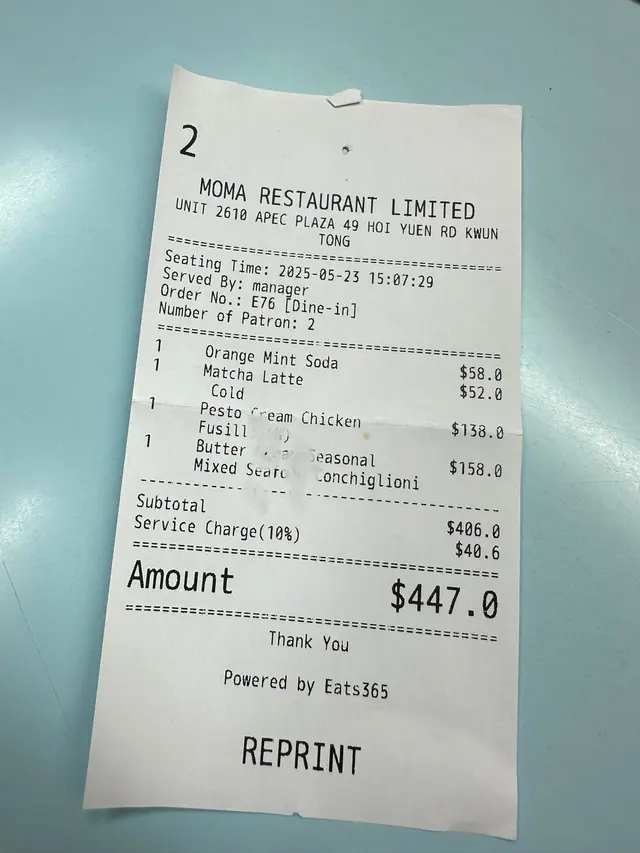 2
MOMA RESTAURANT LIMITED
UNIT 2610 APEC PLAZA 49 HOI YUEN RD KWUN
TONG
================================================
Seating Time: 2025-05-23 15:07:29
Served By: manager
Order No.: E76 [Dine-in]
Number of Patron: 2
================================================
1 Orange Mint Soda $58.0
1 Matcha Latte $52.0
Cold
1 Pesto Cream Chicken $138.0
Fusill
1 Butter Seasonal $158.0
Mixed
------------------------------------------------
Subtotal $406.0
Service Charge(10%) $40.6
================================================
Amount $447.0
================================================
Thank You
Powered by Eats365
REPRINT